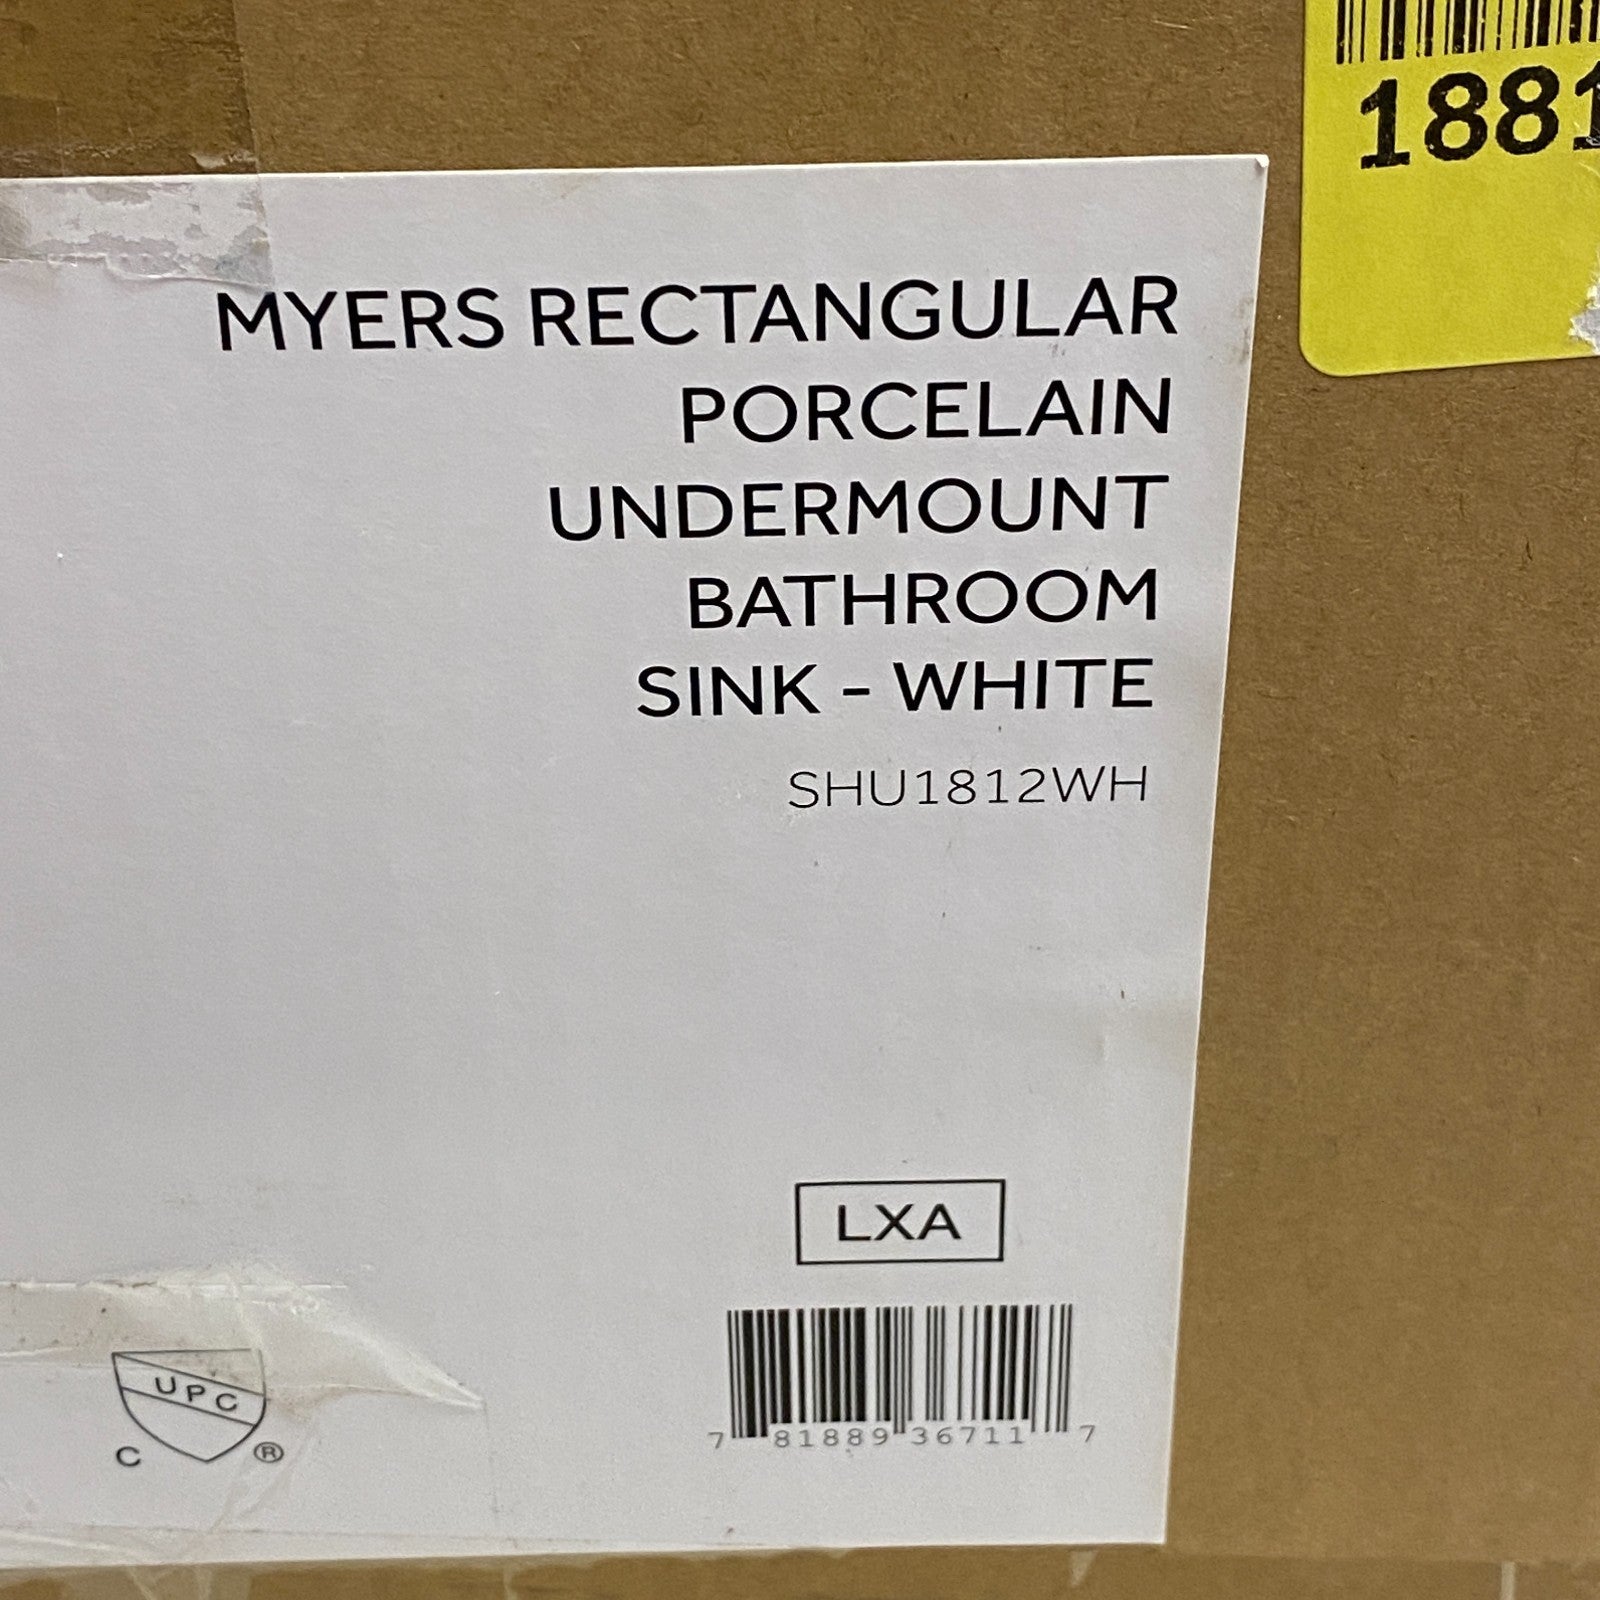 1881
MYERS RECTANGULAR
PORCELAIN
UNDERMOUNT
BATHROOM
SINK - WHITE
SHU1812WH
LXA
UPC
C ®
7 81889 36711 7